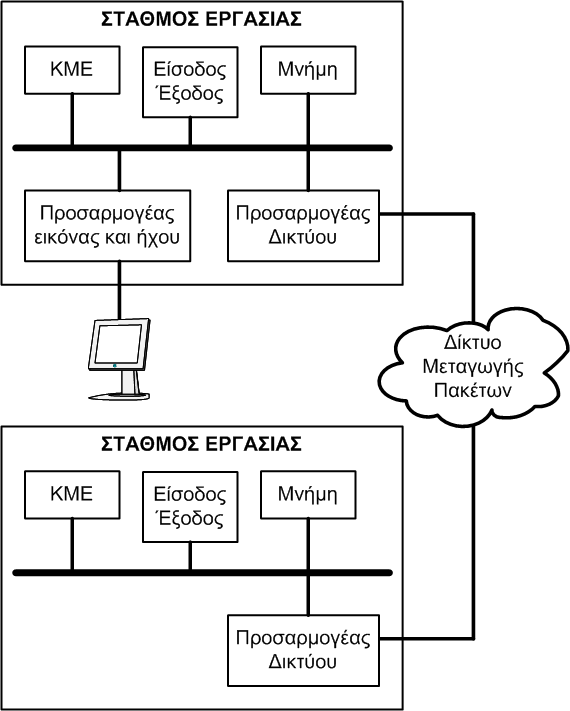 ΣΤΑΘΜΟΣ ΕΡΓΑΣΙΑΣ
ΚΜΕ
Είσοδος
Έξοδος
Μνήμη
Προσαρμογέας
εικόνας και ήχου
Προσαρμογέας
Δικτύου
Δίκτυο
Μεταγωγής
Πακέτων
ΣΤΑΘΜΟΣ ΕΡΓΑΣΙΑΣ
ΚΜΕ
Είσοδος
Έξοδος
Μνήμη
Προσαρμογέας
Δικτύου